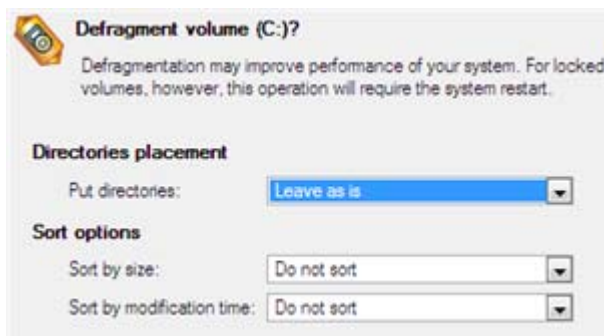 Defragment volume (C:)?
Defragmentation may improve performance of your system. For locked
volumes, however, this operation will require the system restart.
Directories placement
Put directories: Leave as is
Sort options
Sort by size: Do not sort
Sort by modification time: Do not sort